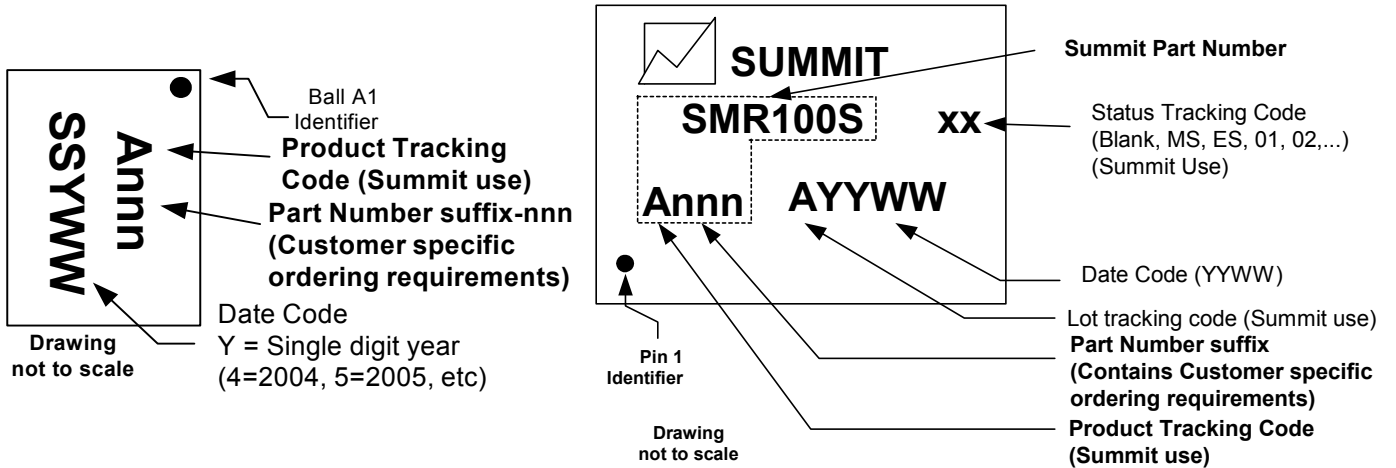 Ball A1
Identifier
Annn
SSYWW
Product Tracking
Code (Summit use)
Part Number suffix-nnn
(Customer specific
ordering requirements)
Date Code
Y = Single digit year
(4=2004, 5=2005, etc)
Drawing
not to scale
SUMMIT
SMR100S
xx
Annn
AYYWW
Summit Part Number
Status Tracking Code
(Blank, MS, ES, 01, 02,...)
(Summit Use)
Date Code (YYWW)
Lot tracking code (Summit use)
Part Number suffix
(Contains Customer specific
ordering requirements)
Product Tracking Code
(Summit use)
Pin 1
Identifier
Drawing
not to scale